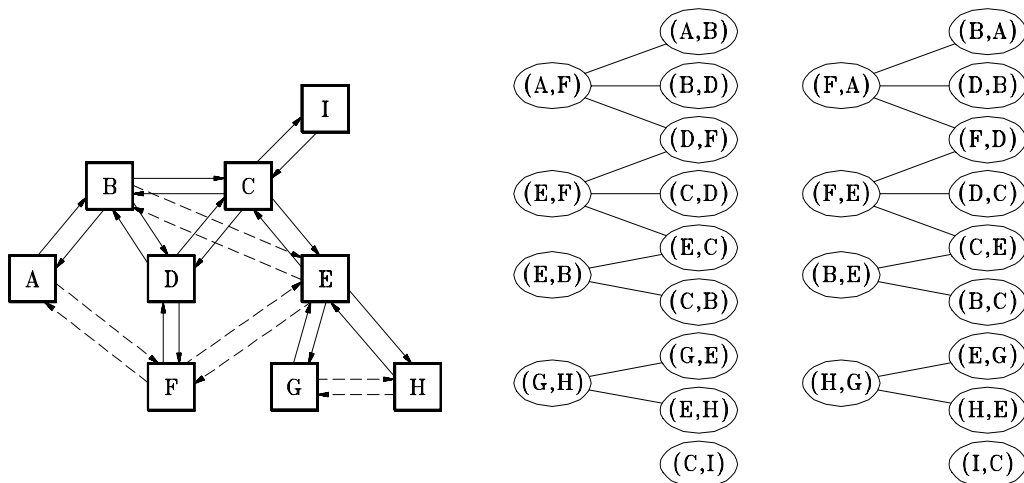 I
B
C
A
D
E
F
G
H
(A,B)
(A,F)
(B,D)
(D,F)
(E,F)
(C,D)
(E,C)
(E,B)
(C,B)
(G,E)
(G,H)
(E,H)
(C,I)
(B,A)
(F,A)
(D,B)
(F,D)
(F,E)
(D,C)
(C,E)
(B,E)
(B,C)
(E,G)
(H,G)
(H,E)
(I,C)